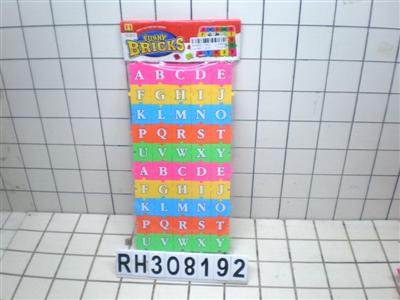 FUNNY
BRICKS
A B C D E
F G H I J
K L M N O
P Q R S T
U V W X Y
A B C D E
F G H I J
K L M N O
P Q R S T
U V W X Y
RH308192